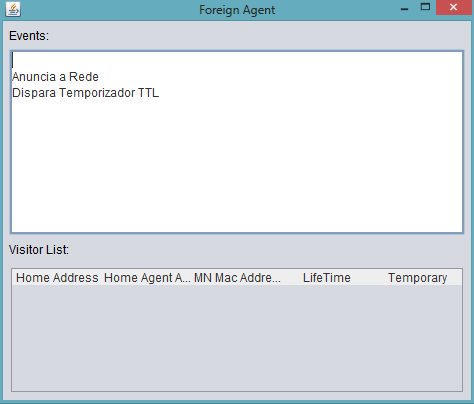 Foreign Agent
Events:
Anuncia a Rede
Dispara Temporizador TTL
Visitor List:
Home Address Home Agent A... MN Mac Addre... LifeTime Temporary